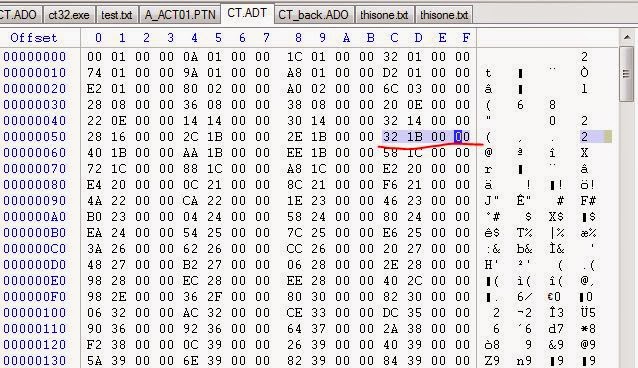 CT.ADO ct32.exe test.txt A_ACT01.PTN CT.ADT CT_back.ADO thisone.txt thisone.txt
Offset 0 1 2 3 4 5 6 7 8 9 A B C D E F
00000000 00 01 00 00 0A 01 00 00 1C 01 00 00 32 01 00 00 2
00000010 74 01 00 00 9A 01 00 00 A8 01 00 00 D2 01 00 00 t ▮ ¨ Ò
00000020 E2 01 00 00 80 02 00 00 A0 02 00 00 6C 03 00 00 â ▮ l
00000030 28 08 00 00 36 08 00 00 38 08 00 00 20 0E 00 00 ( 6 8
00000040 22 0E 00 00 14 14 00 00 30 14 00 00 32 14 00 00 " 0 2
00000050 28 16 00 00 2C 1B 00 00 2E 1B 00 00 32 1B 00 00 ( , . 2
00000060 40 1B 00 00 AA 1B 00 00 EE 1B 00 00 58 1C 00 00 @ ª î X
00000070 72 1C 00 00 88 1C 00 00 A8 1C 00 00 E2 20 00 00 r ▮ ¨ â
00000080 E4 20 00 00 0C 21 00 00 8C 21 00 00 F6 21 00 00 ä ! ▮! ö!
00000090 4A 22 00 00 CA 22 00 00 1E 23 00 00 46 23 00 00 J" Ê" # F#
000000A0 B0 23 00 00 04 24 00 00 58 24 00 00 80 24 00 00 °# $ X$ ▮$
000000B0 EA 24 00 00 54 25 00 00 7C 25 00 00 E6 25 00 00 ê$ T% |% æ%
000000C0 3A 26 00 00 62 26 00 00 CC 26 00 00 20 27 00 00 :& b& Ì& '
000000D0 48 27 00 00 B2 27 00 00 06 28 00 00 2E 28 00 00 H' ²' ( .(
000000E0 98 28 00 00 EC 28 00 00 EE 28 00 00 40 2C 00 00 ▮( ì( î( @,
000000F0 98 2E 00 00 36 2F 00 00 80 30 00 00 82 30 00 00 ▮. 6/ €0 ▮0
00000100 06 32 00 00 AC 32 00 00 CE 33 00 00 DC 35 00 00 2 ¬2 Î3 Ü5
00000110 90 36 00 00 92 36 00 00 64 37 00 00 2A 38 00 00 6 ´6 d7 *8
00000120 F2 38 00 00 0C 39 00 00 26 39 00 00 40 39 00 00 ò8 9 &9 @9
00000130 5A 39 00 00 6E 39 00 00 82 39 00 00 84 39 00 00 Z9 n9 ▮9 ▮9